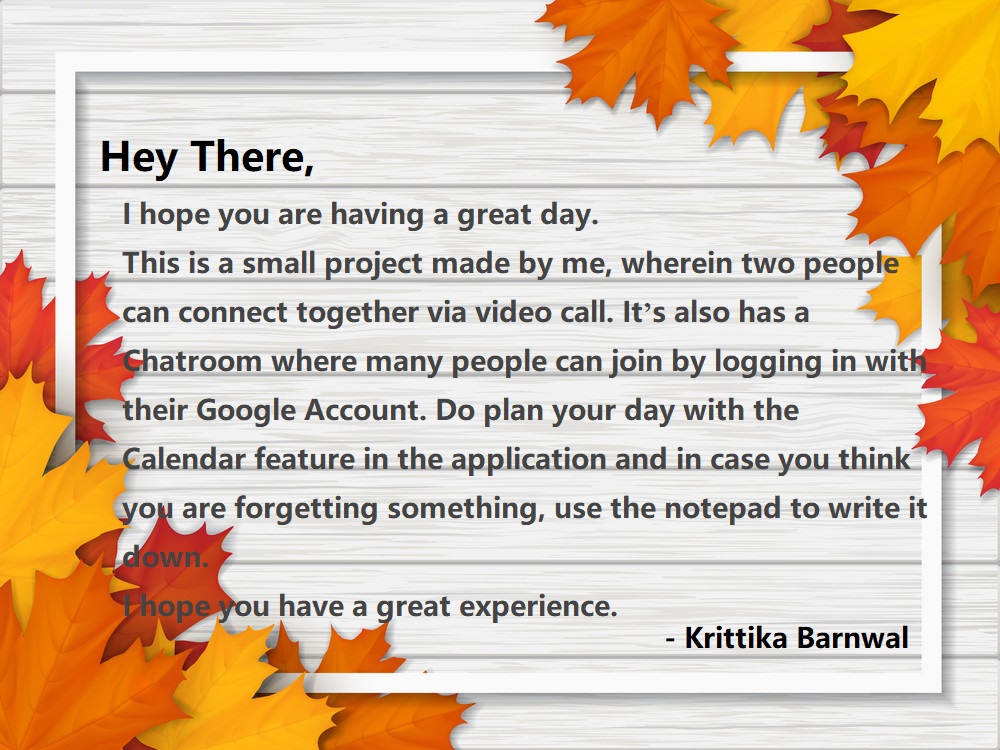 Hey There,
I hope you are having a great day.
This is a small project made by me, wherein two people
can connect together via video call. It's also has a
Chatroom where many people can join by logging in with
their Google Account. Do plan your day with the
Calendar feature in the application and in case you think
you are forgetting something, use the notepad to write it
down.
I hope you have a great experience.
- Krittika Barnwal